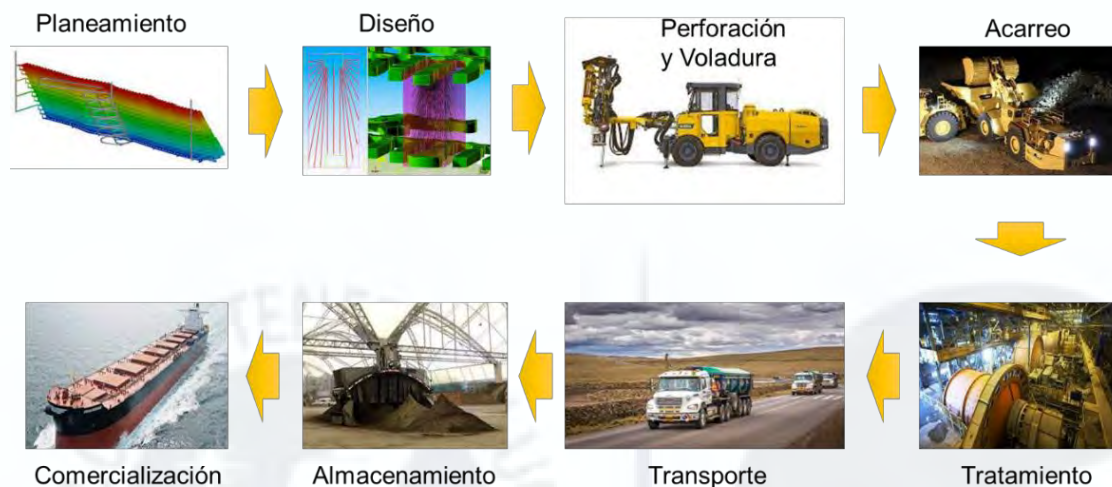 Planeamiento
Diseño
Perforación
y Voladura
Acarreo
Comercialización
Almacenamiento
Transporte
Tratamiento